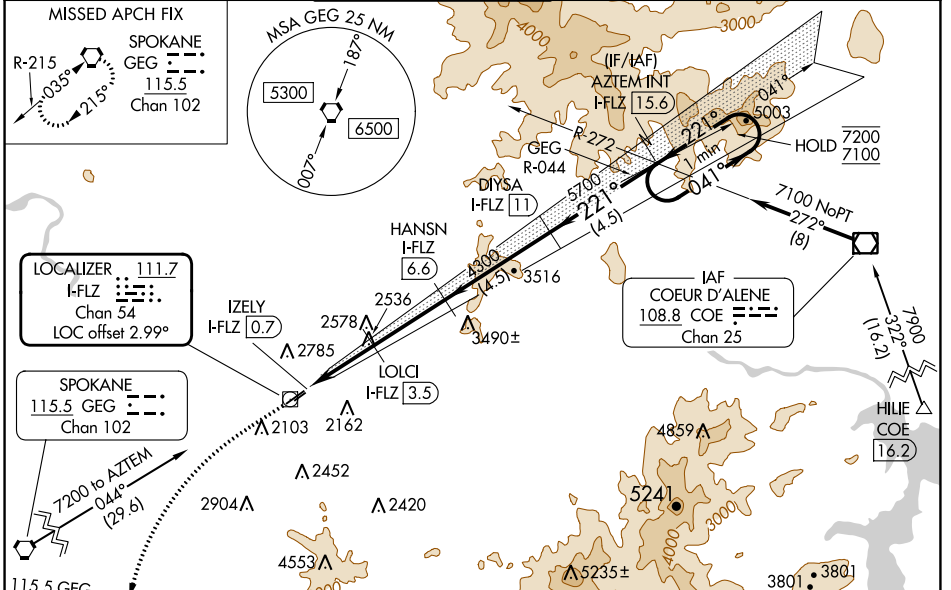 MISSED APCH FIX
SPOKANE
GEG
115.5
Chan 102
R-215
035°
215°
MSA GEG 25 NM
187°
5300
6500
007°
4000
3000
(IF/IAF)
AZTEM INT
I-FLZ 15.6
041°
5003
221°
R-272
GEG
R-044
1 min
041°
HOLD
7200
7100
5700
DIYSA
I-FLZ 11
221°
(4.5)
7100 NoPT
272°
(8)
HANSN
I-FLZ
6.6
4300
(4.5)
3516
LOCALIZER 111.7
I-FLZ
Chan 54
LOC offset 2.99°
IZELY
I-FLZ 0.7
2536
2578
2785
3490±
LOLCI
I-FLZ 3.5
IAF
COEUR D'ALENE
108.8 COE
Chan 25
7900
322°
(16.2)
HILIE
COE
16.2
SPOKANE
115.5 GEG
Chan 102
2103
2162
4859
7200 to AZTEM
044°
(29.6)
2452
2904
2420
5241
3000
4000
4553
5235±
3801
3801
115.5 GEG